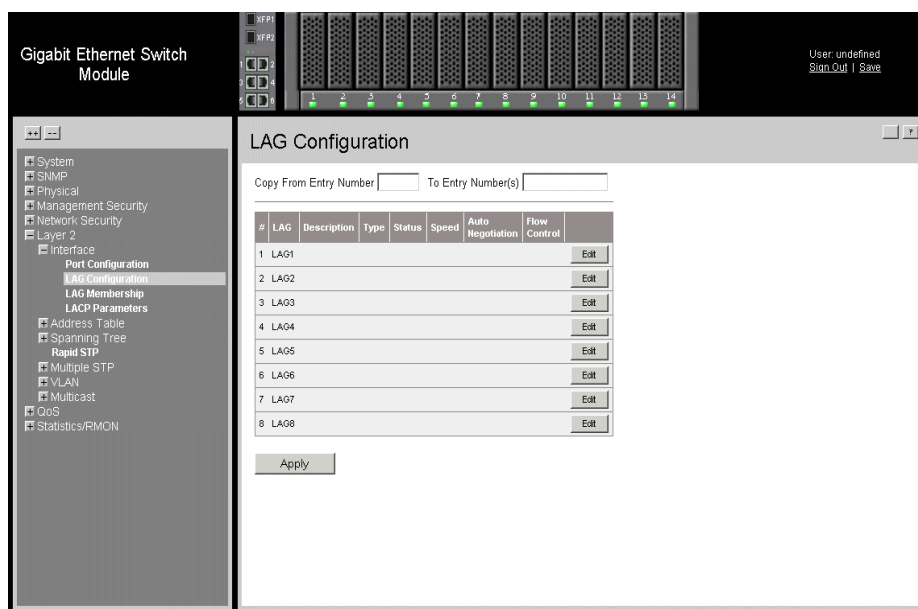 Gigabit Ethernet Switch
Module
XFP1
XFP2
1 2
3 4
5 6
1 2 3 4 5 6 7 8 9 10 11 12 13 14
User: undefined
Sign Out | Save
++ --
System
SNMP
Physical
Management Security
Network Security
Layer 2
Interface
Port Configuration
LAG Configuration
LAG Membership
LACP Parameters
Address Table
Spanning Tree
Rapid STP
Multiple STP
VLAN
Multicast
QoS
Statistics/RMON
LAG Configuration
?
Copy From Entry Number To Entry Number(s)
# LAG Description Type Status Speed Auto Negotiation Flow Control
1 LAG1 Edit
2 LAG2 Edit
3 LAG3 Edit
4 LAG4 Edit
5 LAG5 Edit
6 LAG6 Edit
7 LAG7 Edit
8 LAG8 Edit
Apply